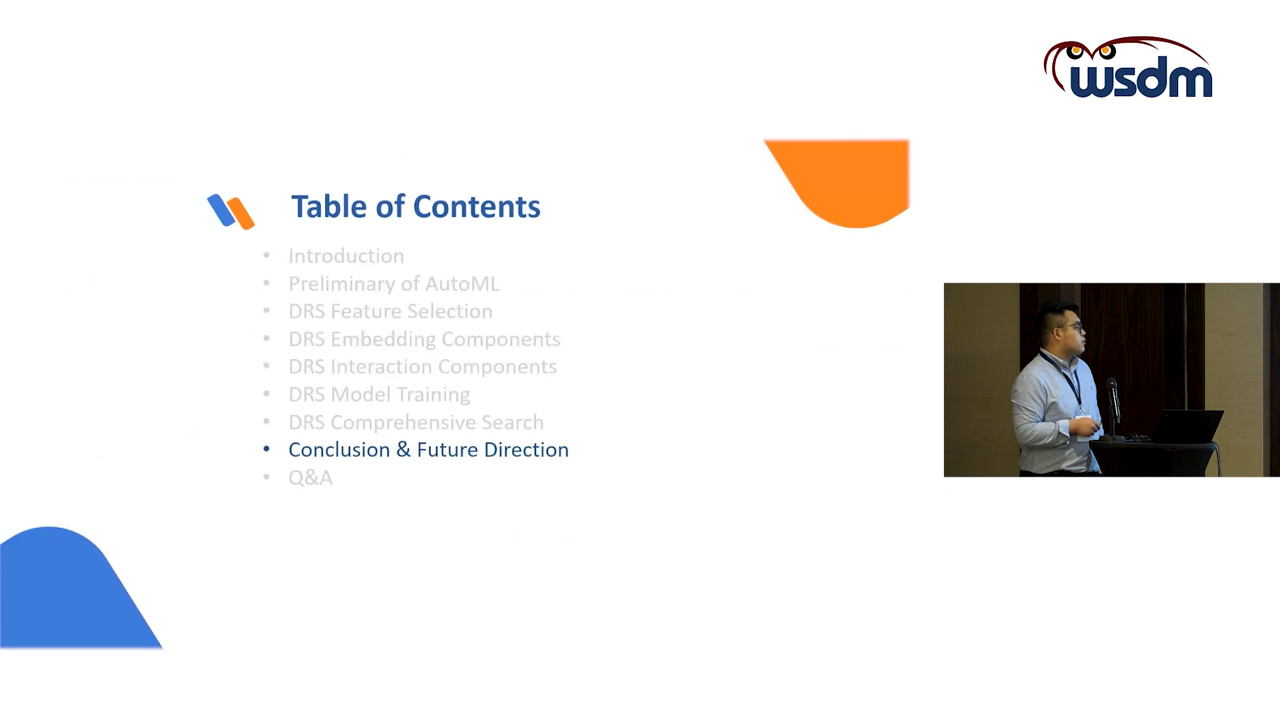 wsdm
Table of Contents
• Introduction
• Preliminary of AutoML
• DRS Feature Selection
• DRS Embedding Components
• DRS Interaction Components
• DRS Model Training
• DRS Comprehensive Search
• Conclusion & Future Direction
• Q&A